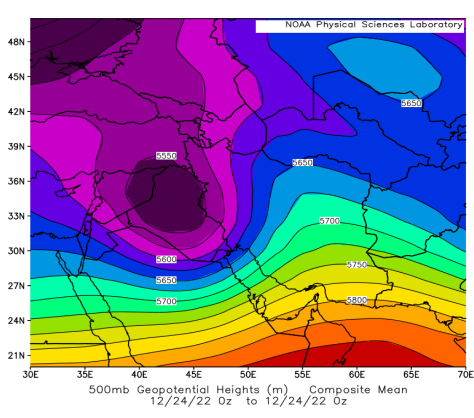 NOAA Physical Sciences Laboratory
48N
45N
5650
42N
39N
5550
5650
36N
33N
5700
30N
5600
5750
27N
5650
5700
5800
24N
21N
30E 35E 40E 45E 50E 55E 60E 65E 70E
500mb Geopotential Heights (m) Composite Mean
12/24/22 0z to 12/24/22 0z